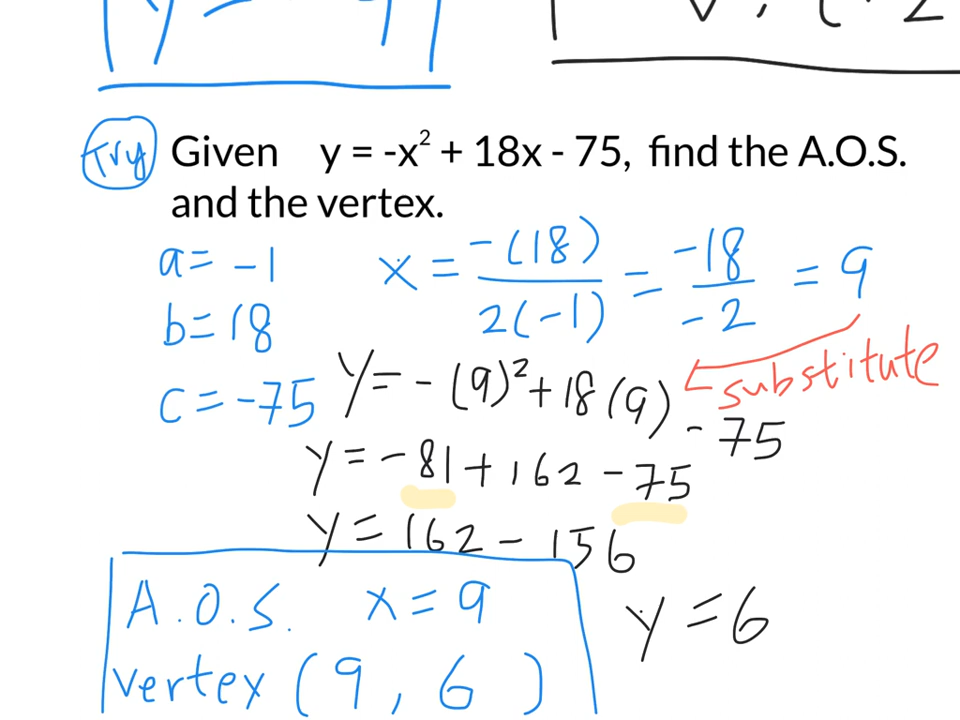 Try Given y = -x² + 18x - 75, find the A.O.S.
and the vertex.
a = -1
x = -(18) / 2(-1) = -18 / -2 = 9
b = 18
substitute
c = -75
y = -(9)² + 18(9) - 75
y = -81 + 162 - 75
y = 162 - 156
A.O.S. x = 9
y = 6
vertex (9, 6)